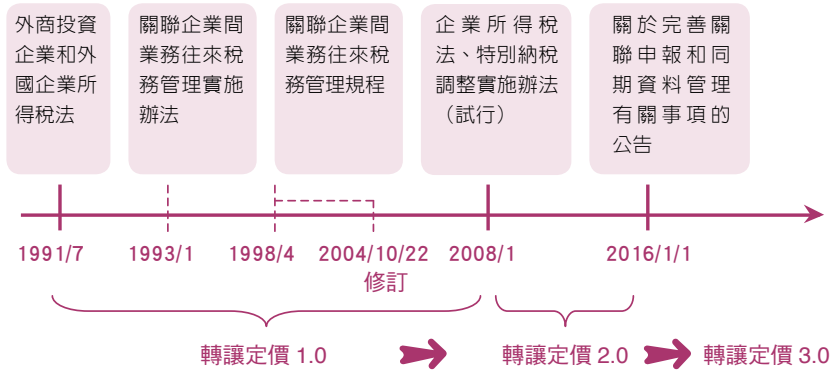 外商投資
企業和外
國企業所
得稅法
關聯企業間
業務往來稅
務管理實施
辦法
關聯企業間
業務往來稅
務管理規程
企業所得稅
法、特別納稅
調整實施辦法
（試行）
關於完善關
聯申報和同
期資料管理
有關事項的
公告
1991/7
1993/1
1998/4
2004/10/22
修訂
2008/1
2016/1/1
轉讓定價 1.0
轉讓定價 2.0
轉讓定價 3.0